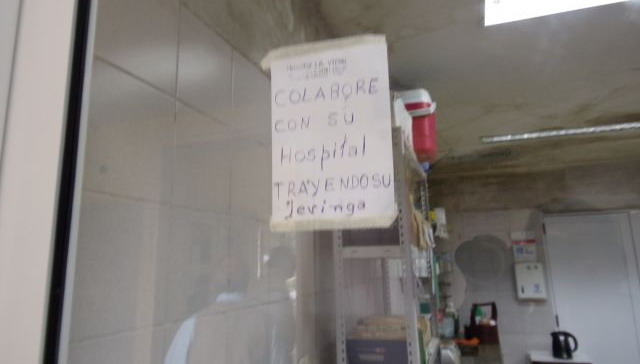 COLABORE
CON SU
Hospital
TRAYENDO SU
Jeringa